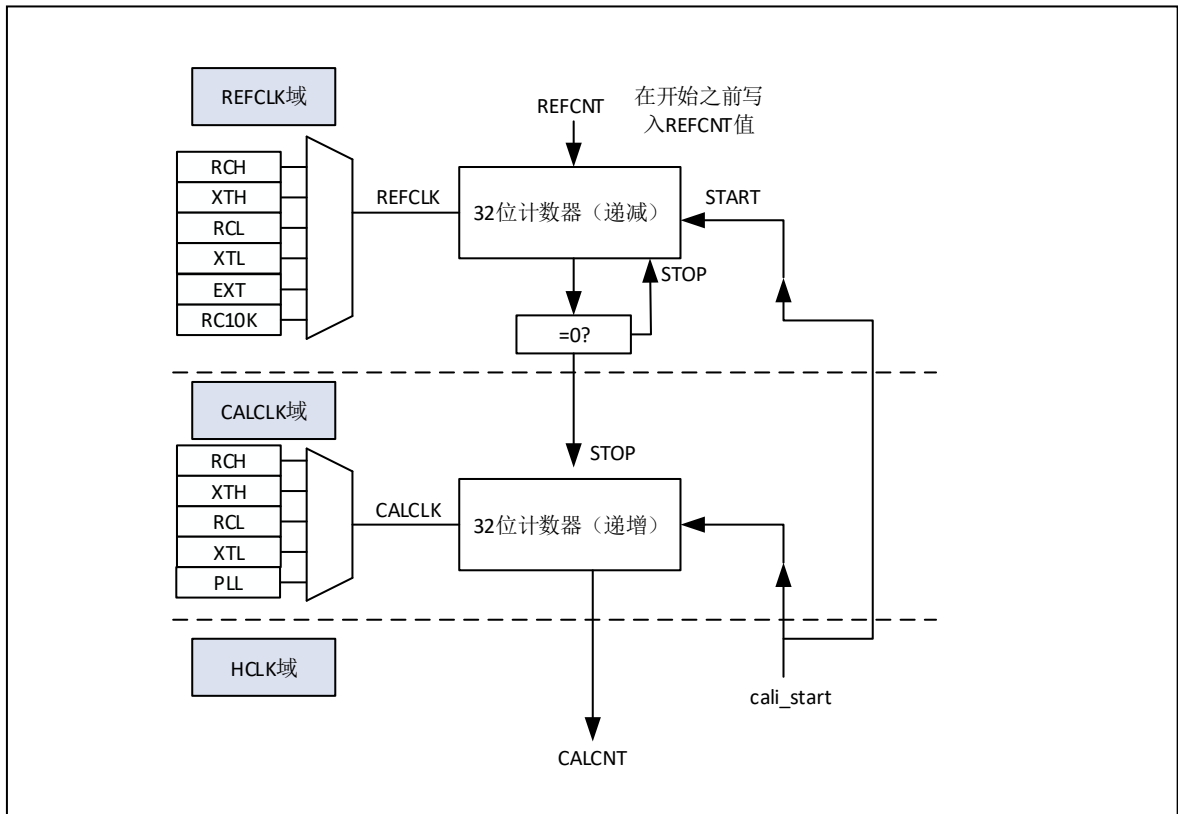 REFCLK域
REFCNT
在开始之前写
入REFCNT值
RCH
XTH
RCL
XTL
EXT
RC10K
REFCLK
32位计数器（递减）
START
STOP
=0?
CALCLK域
RCH
XTH
RCL
XTL
PLL
STOP
CALCLK
32位计数器（递增）
HCLK域
cali_start
CALCNT